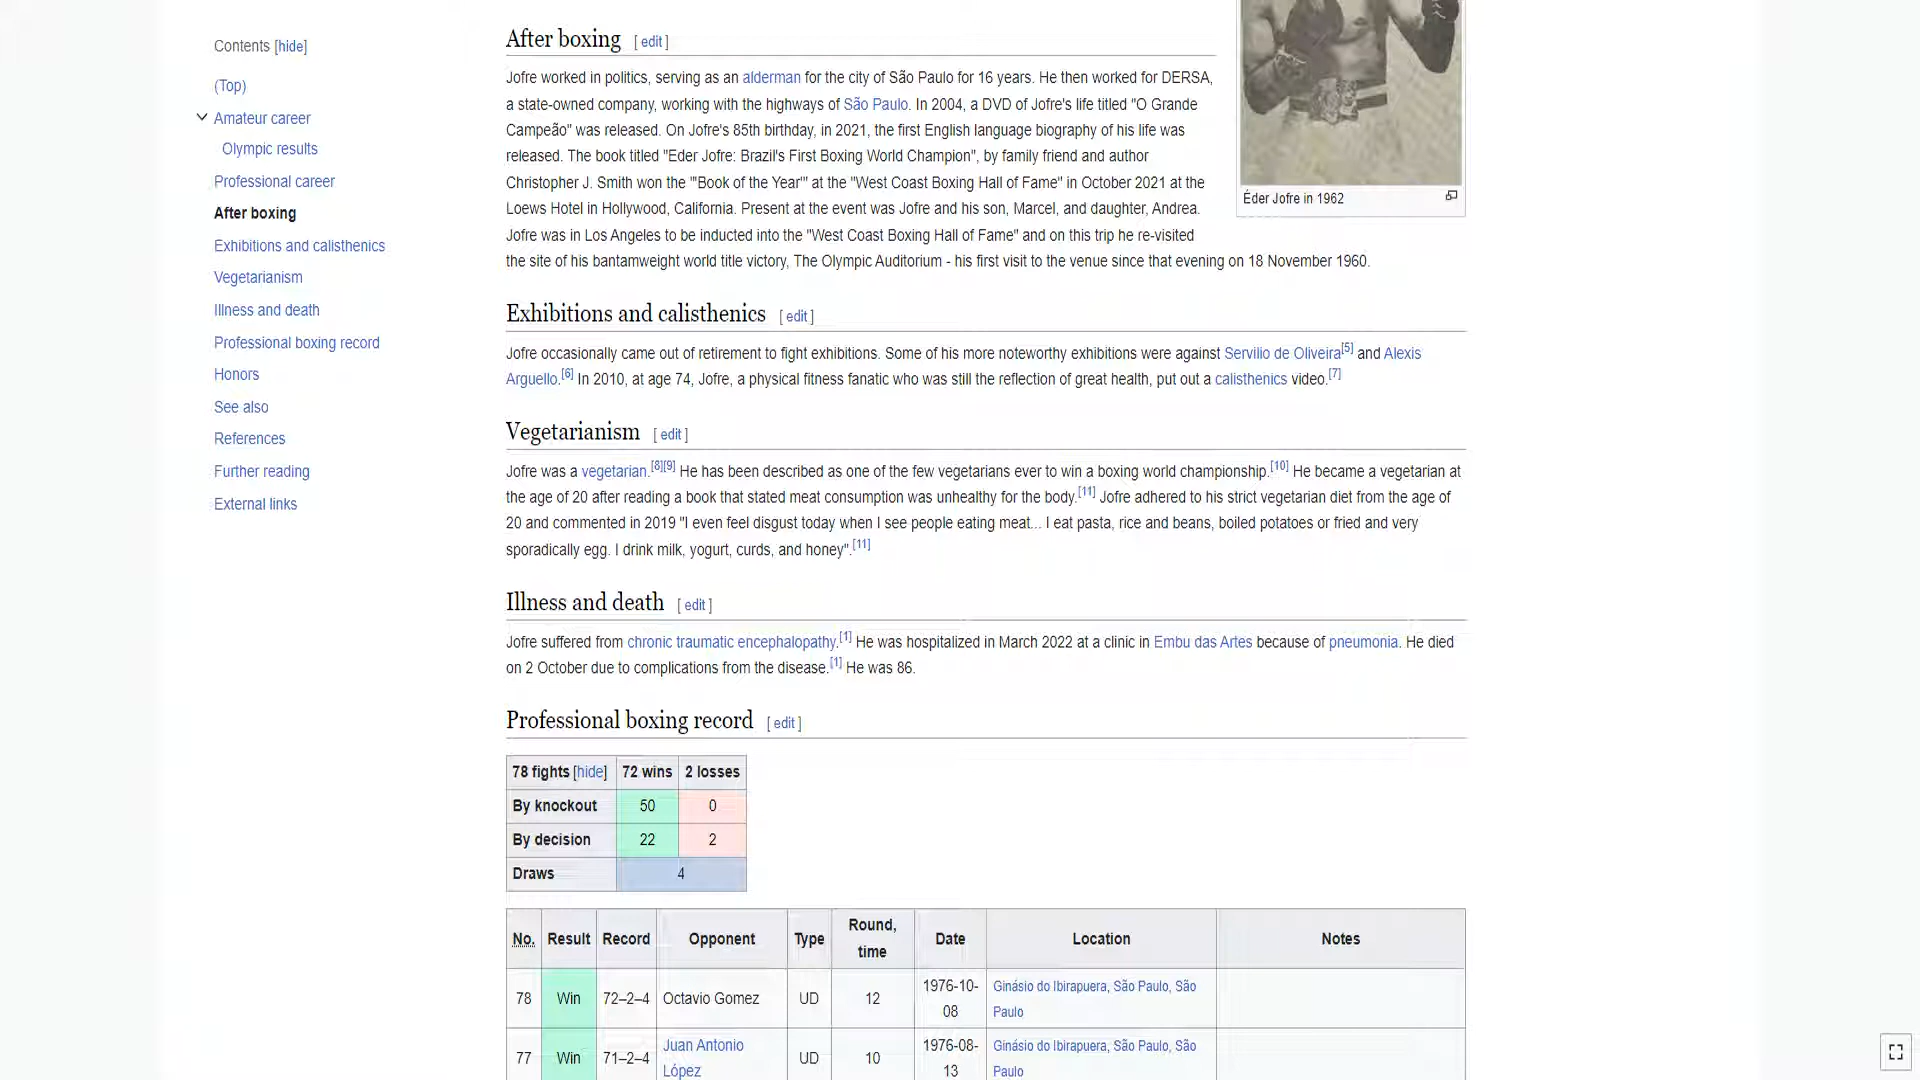 Contents [hide]
(Top)
Amateur career
Olympic results
Professional career
After boxing
Exhibitions and calisthenics
Vegetarianism
Illness and death
Professional boxing record
Honors
See also
References
Further reading
External links
After boxing [ edit ]
Jofre worked in politics, serving as an alderman for the city of São Paulo for 16 years. He then worked for DERSA,
a state-owned company, working with the highways of São Paulo. In 2004, a DVD of Jofre's life titled "O Grande
Campeão" was released. On Jofre's 85th birthday, in 2021, the first English language biography of his life was
released. The book titled "Eder Jofre: Brazil's First Boxing World Champion", by family friend and author
Christopher J. Smith won the "'Book of the Year'" at the "West Coast Boxing Hall of Fame" in October 2021 at the
Loews Hotel in Hollywood, California. Present at the event was Jofre and his son, Marcel, and daughter, Andrea.
Jofre was in Los Angeles to be inducted into the "West Coast Boxing Hall of Fame" and on this trip he re-visited
the site of his bantamweight world title victory, The Olympic Auditorium - his first visit to the venue since that evening on 18 November 1960.
Éder Jofre in 1962
Exhibitions and calisthenics [ edit ]
Jofre occasionally came out of retirement to fight exhibitions. Some of his more noteworthy exhibitions were against Servilio de Oliveira[5] and Alexis
Arguello.[6] In 2010, at age 74, Jofre, a physical fitness fanatic who was still the reflection of great health, put out a calisthenics video.[7]
Vegetarianism [ edit ]
Jofre was a vegetarian.[8][9] He has been described as one of the few vegetarians ever to win a boxing world championship.[10] He became a vegetarian at
the age of 20 after reading a book that stated meat consumption was unhealthy for the body.[11] Jofre adhered to his strict vegetarian diet from the age of
20 and commented in 2019 "I even feel disgust today when I see people eating meat... I eat pasta, rice and beans, boiled potatoes or fried and very
sporadically egg. I drink milk, yogurt, curds, and honey".[11]
Illness and death [ edit ]
Jofre suffered from chronic traumatic encephalopathy.[1] He was hospitalized in March 2022 at a clinic in Embu das Artes because of pneumonia. He died
on 2 October due to complications from the disease.[1] He was 86.
Professional boxing record [ edit ]
78 fights [hide] 72 wins 2 losses
By knockout 50 0
By decision 22 2
Draws 4
No. Result Record Opponent Type Round, time Date Location Notes
78 Win 72–2–4 Octavio Gomez UD 12 1976-10-08 Ginásio do Ibirapuera, São Paulo, São Paulo
77 Win 71–2–4 Juan Antonio López UD 10 1976-08-13 Ginásio do Ibirapuera, São Paulo, São Paulo